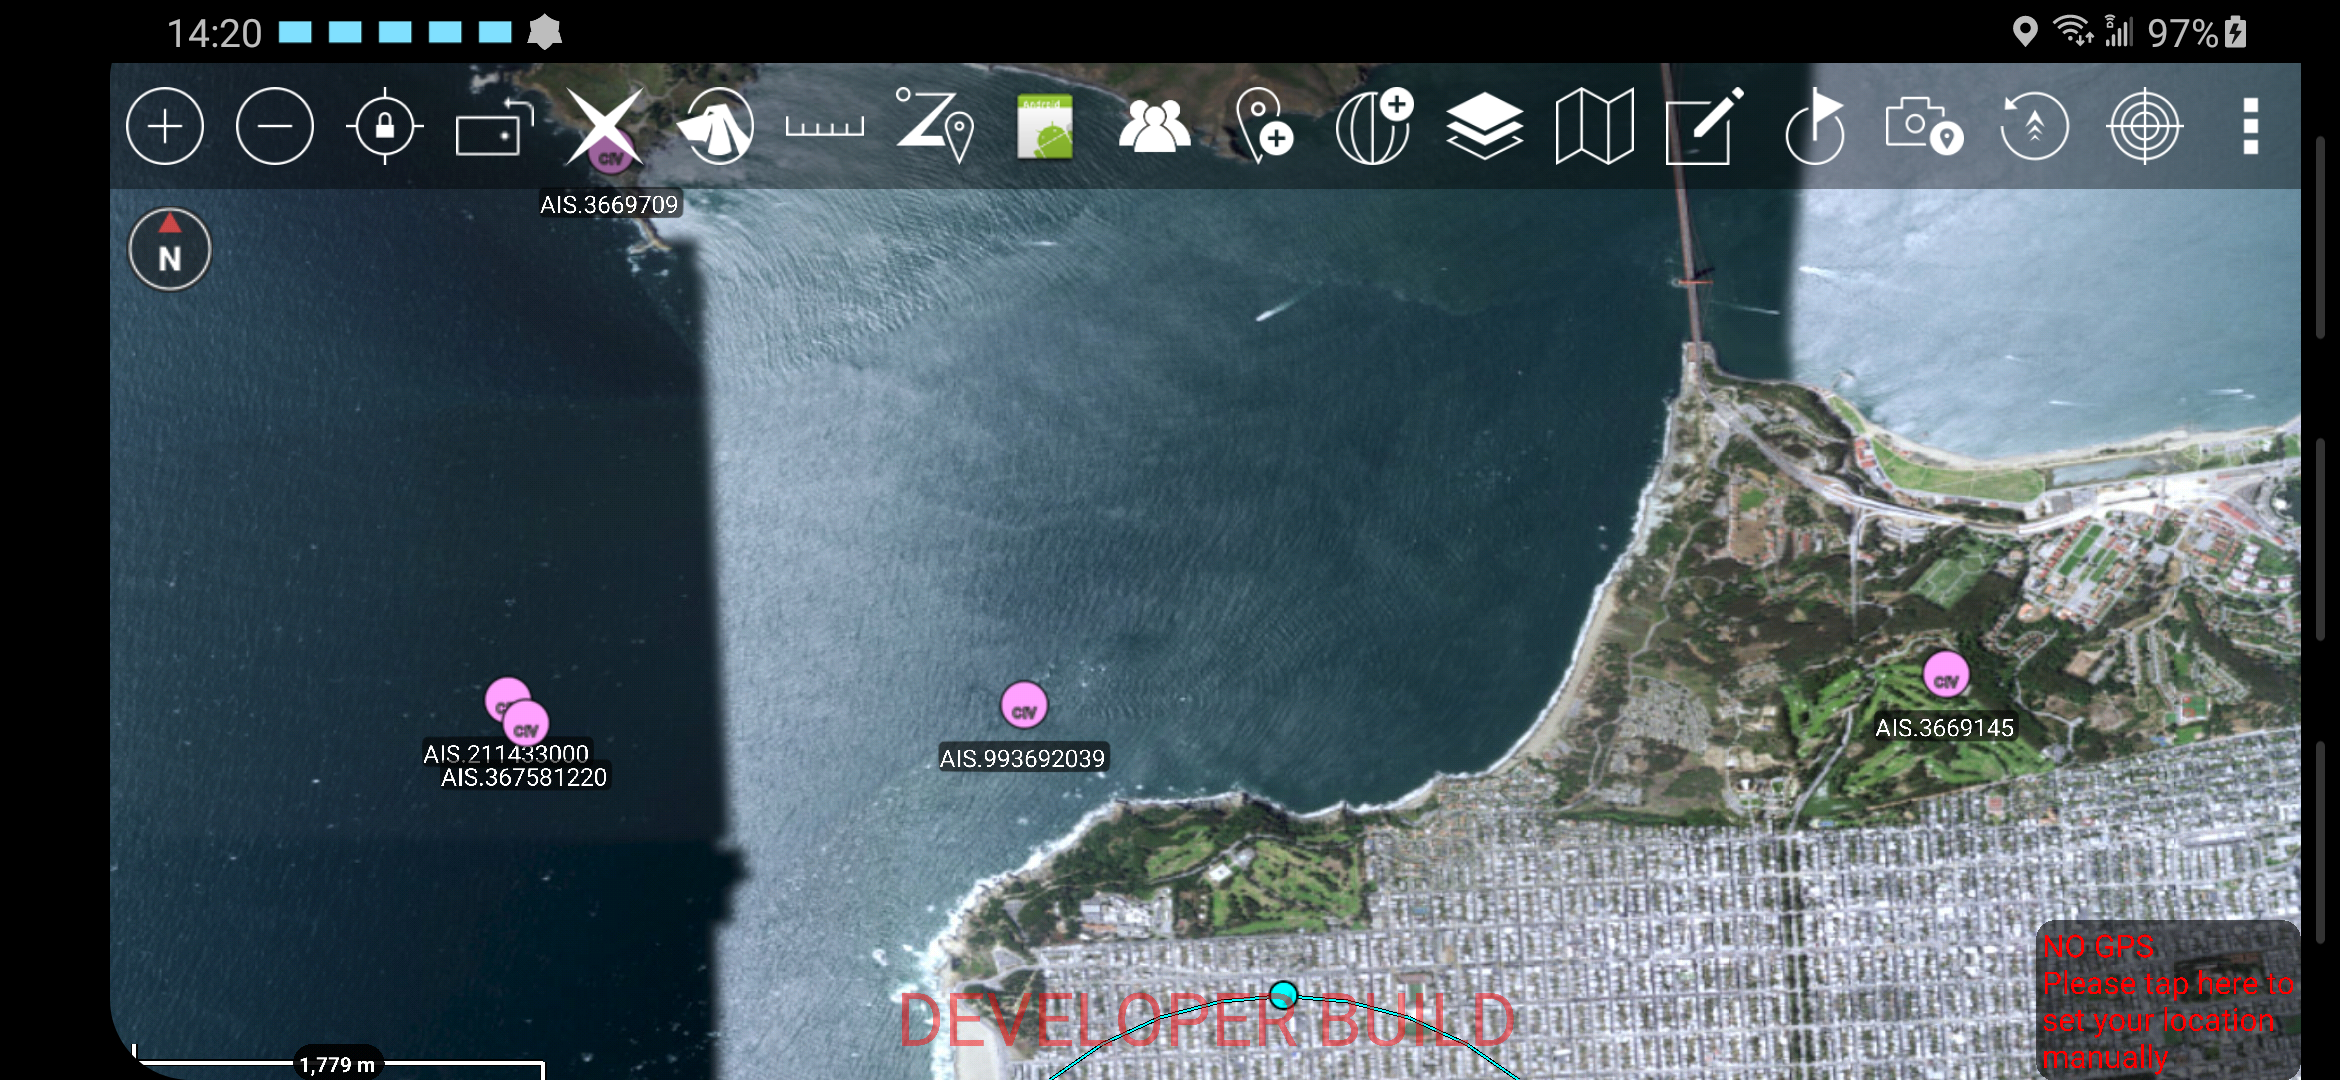 14:20
97%
Android
CIV
AIS.3669709
N
CIV
AIS.211433000
AIS.367581220
CIV
AIS.993692039
CIV
AIS.3669145
NO GPS
Please tap here to
set your location
manually
DEVELOPER BUILD
1,779 m